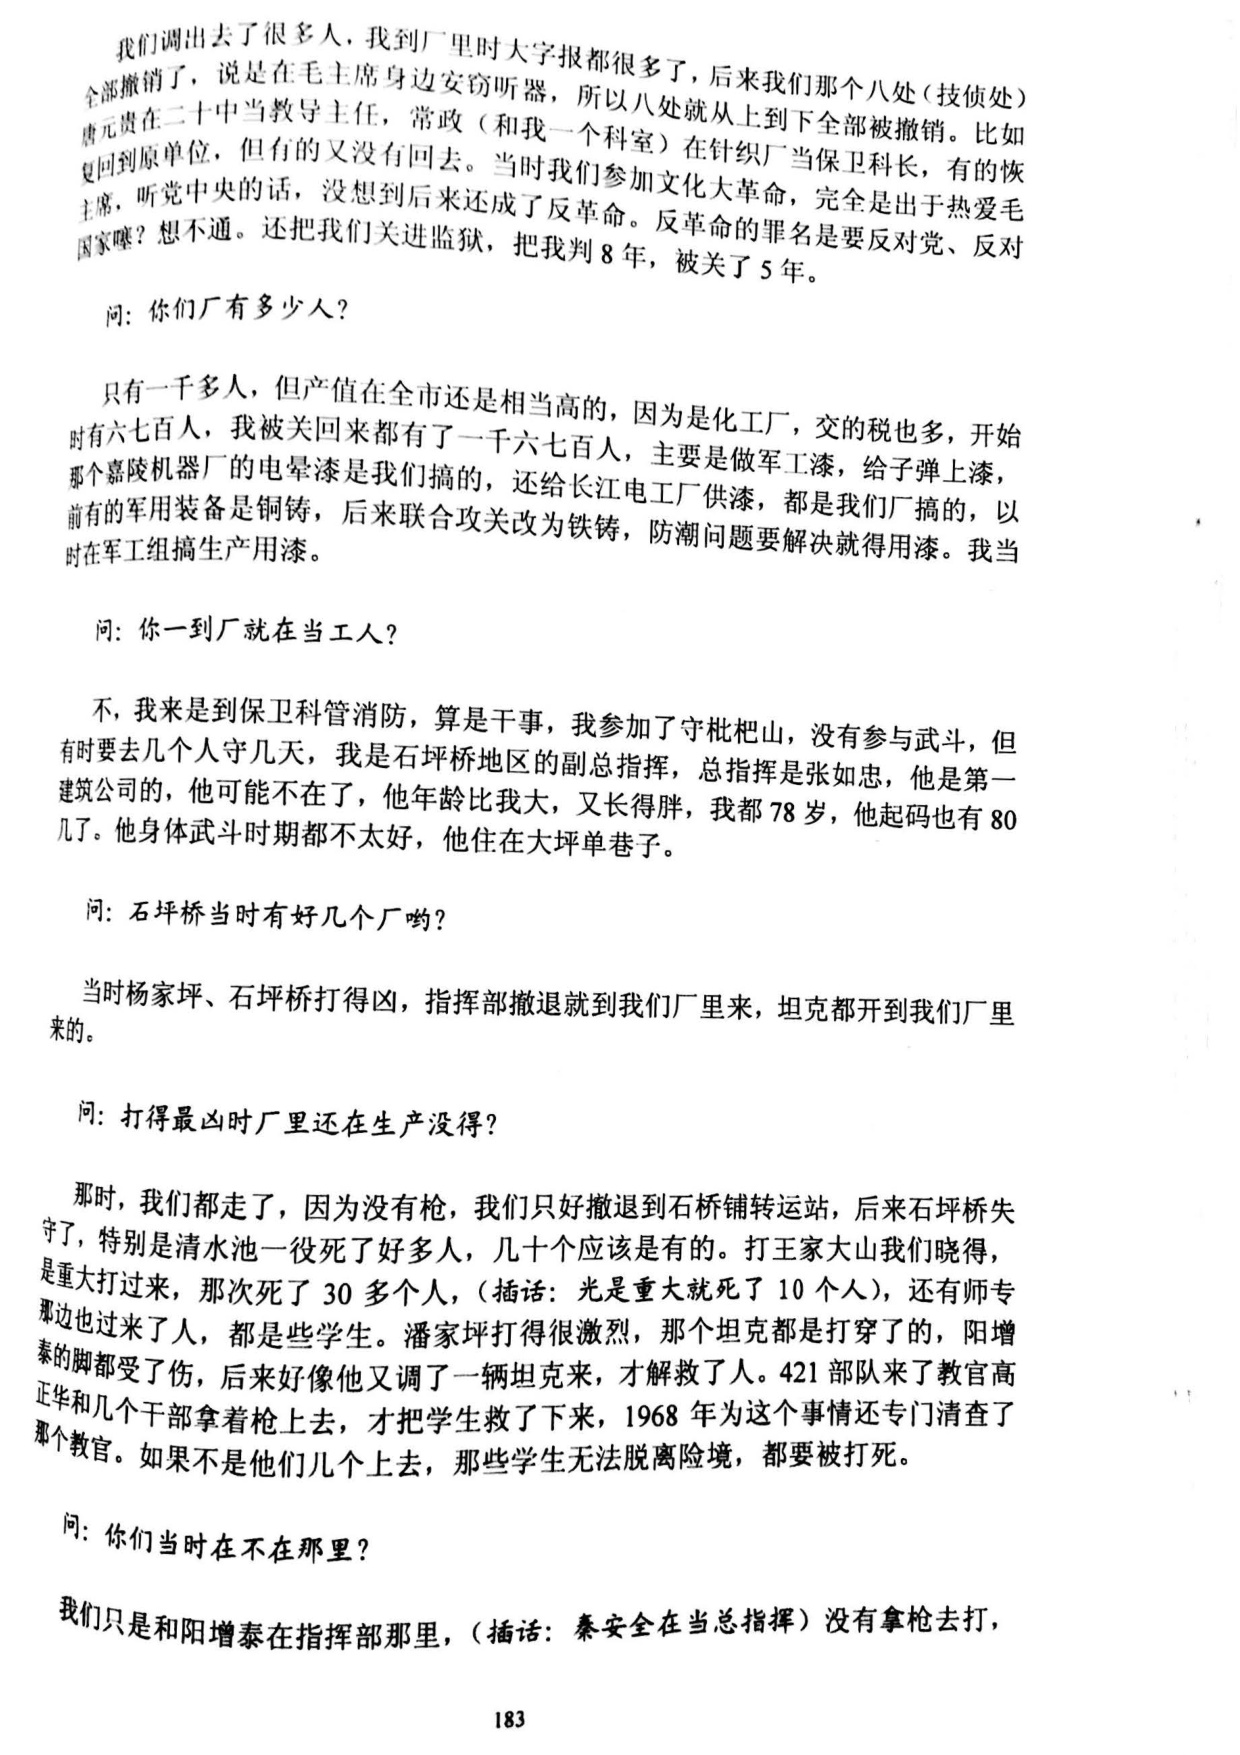 我们调出去了很多人，我到厂里时大字报都很多了，后来我们那个八处（技侦处）
全部撤销了，说是在毛主席身边安窃听器，所以八处就从上到下全部被撤销。比如
唐元贵在二十中当教导主任，常政（和我一个科室）在针织厂当保卫科长，有的恢
复回到原单位，但有的又没有回去。当时我们参加文化大革命，完全是出于热爱毛
主席，听党中央的话，没想到后来还成了反革命。反革命的罪名是要反对党、反对
国家噻？想不通。还把我们关进监狱，把我判 8 年，被关了 5 年。
问：你们厂有多少人？
只有一千多人，但产值在全市还是相当高的，因为是化工厂，交的税也多，开始
时有六七百人，我被关回来都有了一千六七百人，主要是做军工漆，给子弹上漆，
那个嘉陵机器厂的电晕漆是我们搞的，还给长江电工厂供漆，都是我们厂搞的，以
前有的军用装备是铜铸，后来联合攻关改为铁铸，防潮问题要解决就得用漆。我当
时在军工组搞生产用漆。
问：你一到厂就在当工人？
不，我来是到保卫科管消防，算是干事，我参加了守枇杷山，没有参与武斗，但
有时要去几个人守几天，我是石坪桥地区的副总指挥，总指挥是张如忠，他是第一
建筑公司的，他可能不在了，他年龄比我大，又长得胖，我都 78 岁，他起码也有 80
几了。他身体武斗时期都不太好，他住在大坪单巷子。
问：石坪桥当时有好几个厂哟？
当时杨家坪、石坪桥打得凶，指挥部撤退就到我们厂里来，坦克都开到我们厂里
来的。
问：打得最凶时厂里还在生产没得？
那时，我们都走了，因为没有枪，我们只好撤退到石桥铺转运站，后来石坪桥失
守了，特别是清水池一役死了好多人，几十个应该是有的。打王家大山我们晓得，
是重大打过来，那次死了 30 多个人，（插话：光是重大就死了 10 个人），还有师专
那边也过来了人，都是些学生。潘家坪打得很激烈，那个坦克都是打穿了的，阳增
泰的脚都受了伤，后来好像他又调了一辆坦克来，才解救了人。421 部队来了教官高
正华和几个干部拿着枪上去，才把学生救了下来，1968 年为这个事情还专门清查了
那个教官。如果不是他们几个上去，那些学生无法脱离险境，都要被打死。
问：你们当时在不在那里？
我们只是和阳增泰在指挥部那里，（插话：秦安全在当总指挥）没有拿枪去打，
183